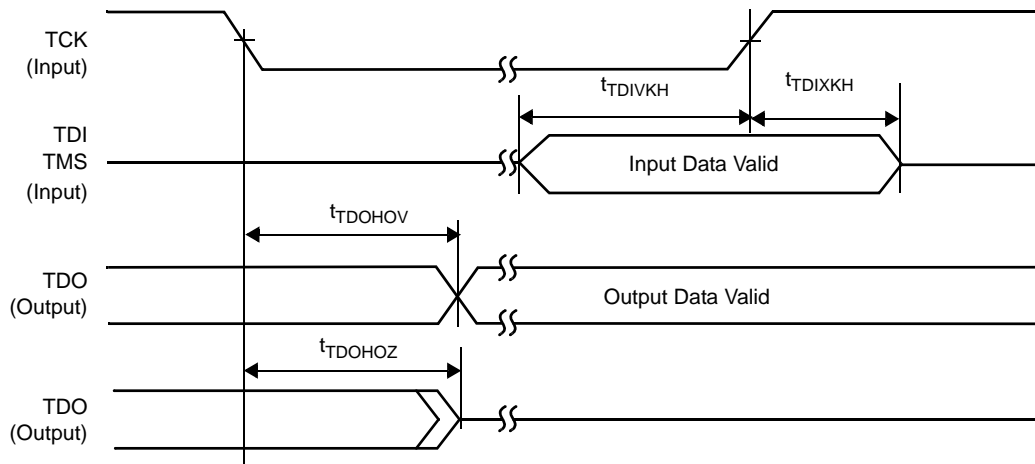 TCK
(Input)
tTDIVKH
tTDIXKH
TDI
TMS
(Input)
Input Data Valid
tTDOHOV
TDO
(Output)
Output Data Valid
tTDOHOZ
TDO
(Output)